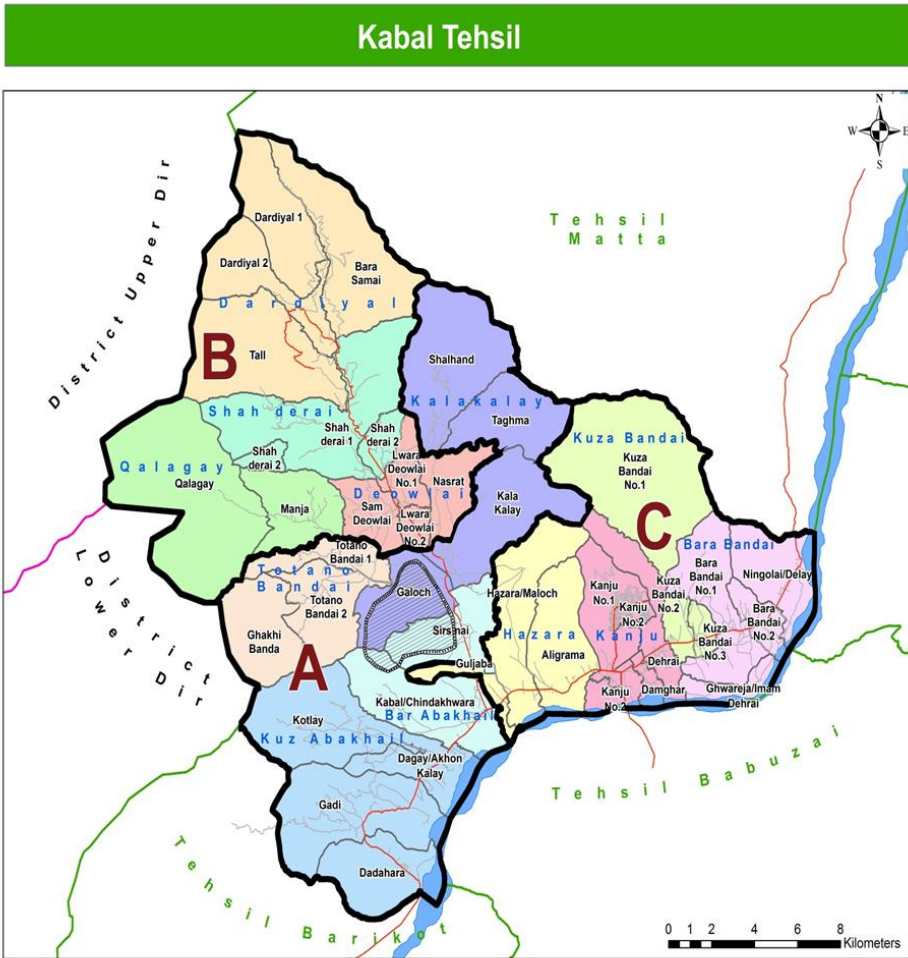 Kabal Tehsil
N
W
E
S
District Upper Dir
Tehsil
Matta
Dardiyal 1
Dardiyal 2
Bara
Samai
Dardiyal
B
Tall
Shalhand
Kalakalay
Taghma
Shah derai
Shah
derai 1
Shah
derai 2
Shah
derai 2
Kuza Bandai
Kuza
Bandai
No.1
Qalagay
Qalagay
Lwara
Deowlai
No.1
Nasrat
Deowlai
Manja
Sam
Deowlai
Lwara
Deowlai
No.2
Kala
Kalay
C
Bara Bandai
District
Lower Dir
Totano
Bandai 1
Totano
Bandai
Totano
Bandai 2
Ghakhi
Banda
Galoch
Sirsinai
Hazara/Maloch
Kanju
No.1
Kanju
No.2
Kuza
Bandai
No.2
Bara
Bandai
No.1
Ningolai/Delay
Bara
Bandai
No.2
Kuza
Bandai
No.3
Hazara
Kanju
Aligrama
Dehrai
Guljaba
A
Kanju
No.2
Damghar
Ghwareja/Imam
Dehrai
Kabal/Chindakhwara
Bar Abakhail
Kotlay
Kuz Abakhail
Dagay/Akhon
Kalay
Gadi
Dadahara
Tehsil Babuzai
Tehsil Barikot
0 1 2 4 6 8
Kilometers